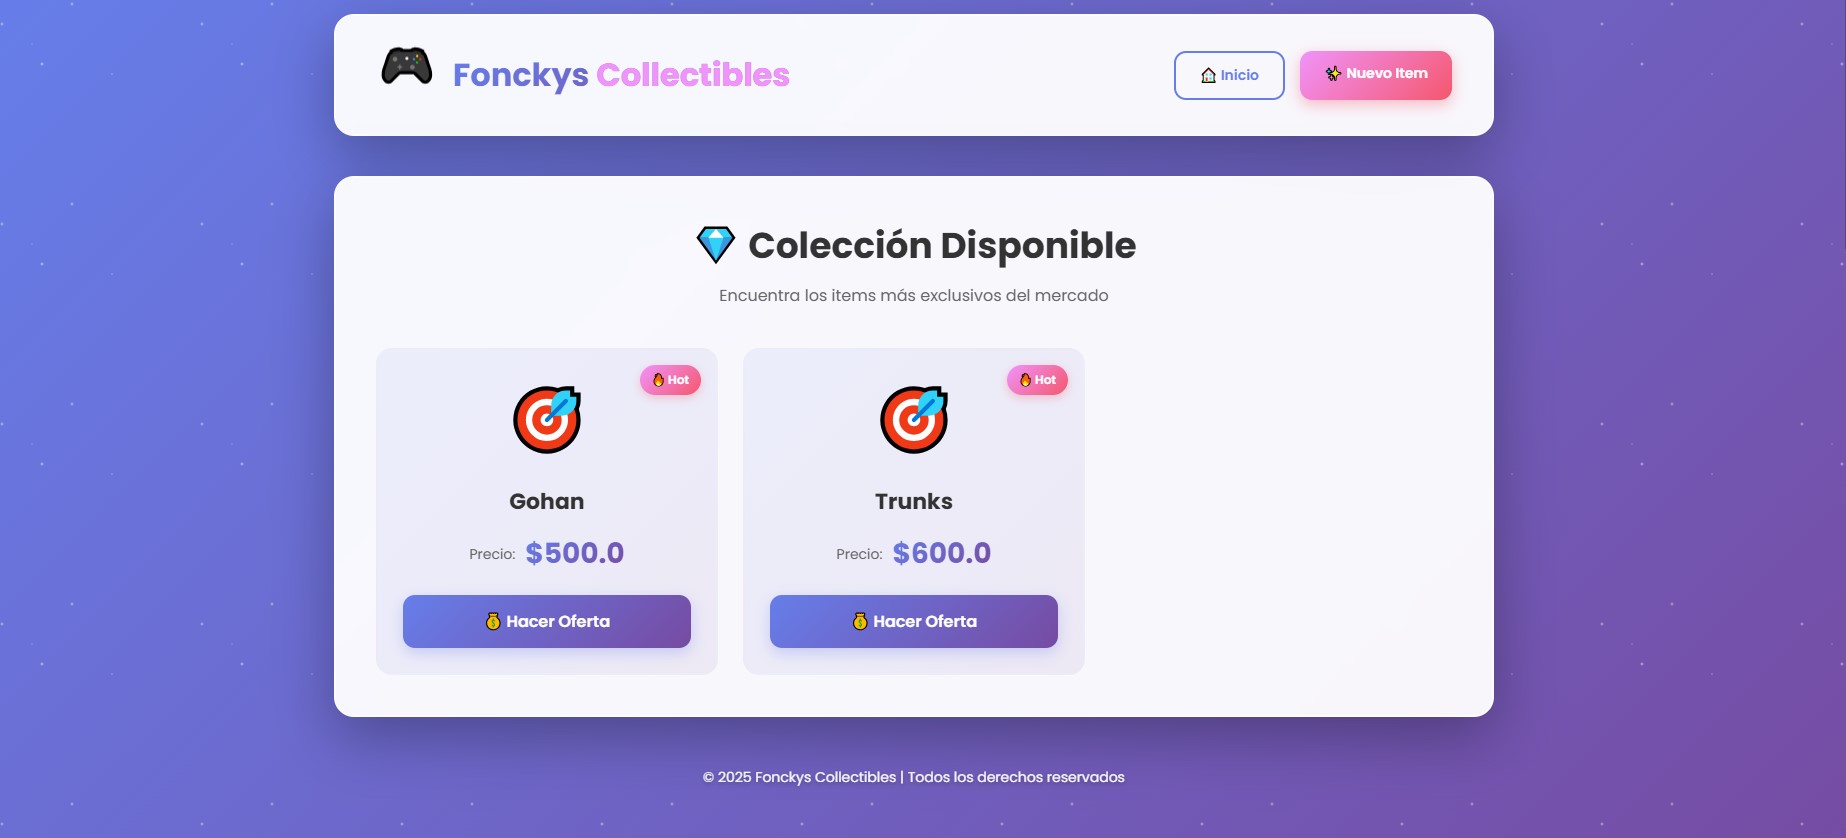 Fonckys Collectibles
Inicio
Nuevo Item
Colección Disponible
Encuentra los items más exclusivos del mercado
Hot
Gohan
Precio: $500.0
Hacer Oferta
Hot
Trunks
Precio: $600.0
Hacer Oferta
© 2025 Fonckys Collectibles | Todos los derechos reservados